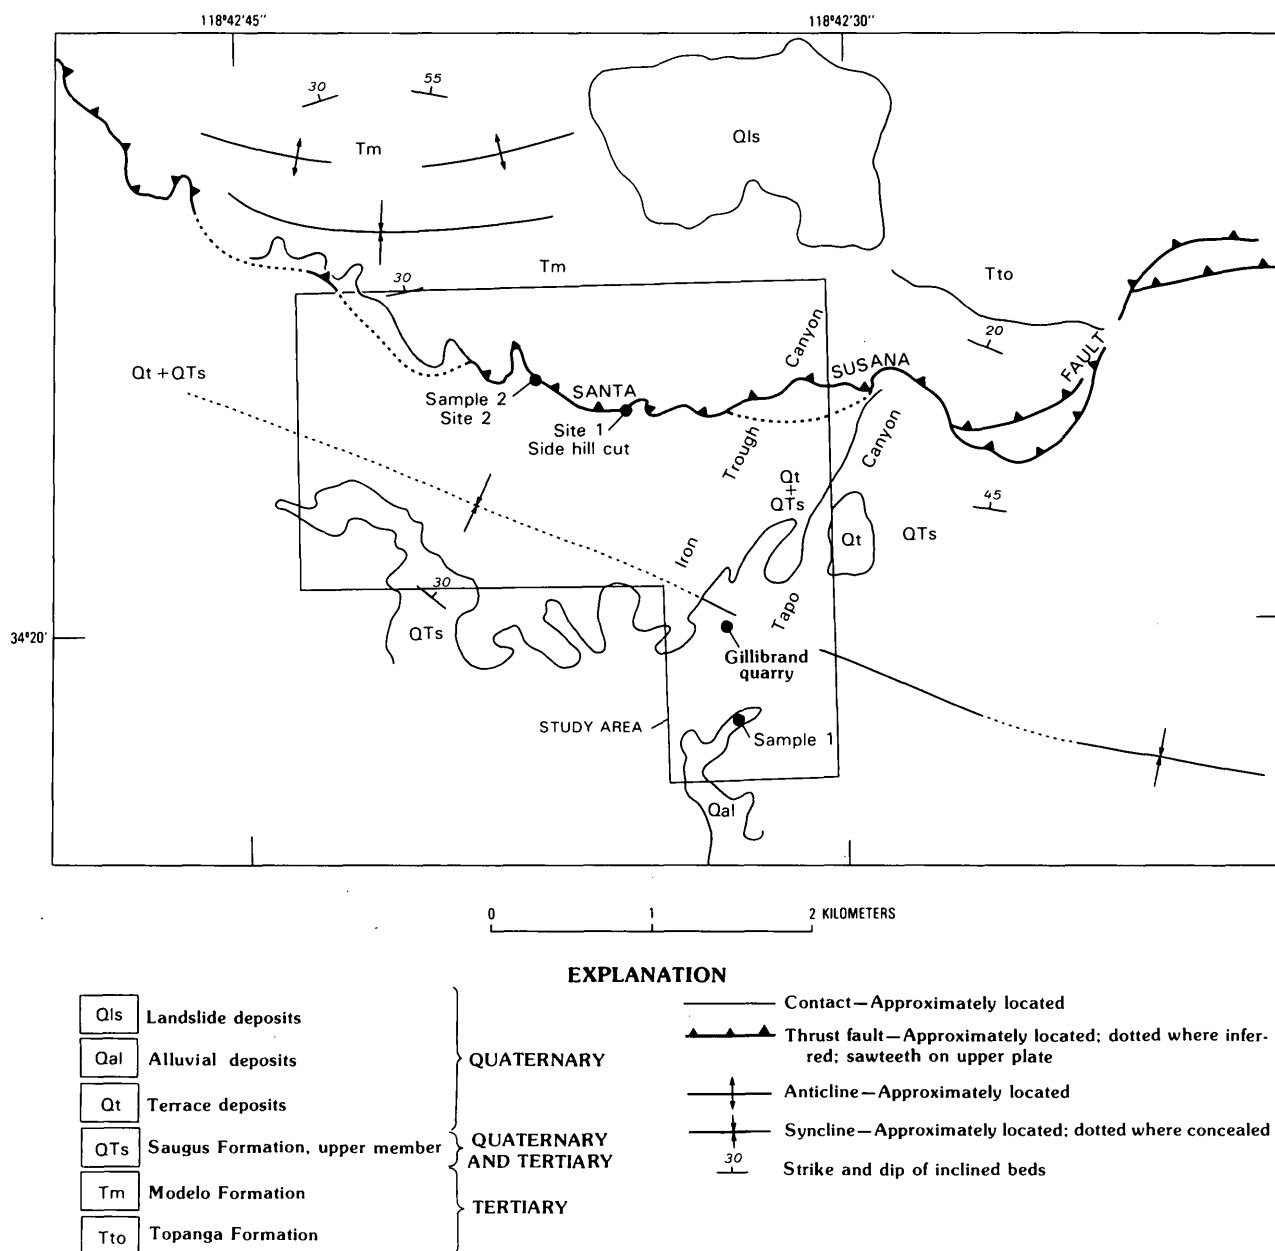 118°42'45"
118°42'30"
30
55
Tm
Qls
Tm
Tto
30
20
Canyon
SUSANA
FAULT
Qt + QTs
SANTA
Sample 2
Site 2
Site 1
Side hill cut
Trough
Canyon
Qt
+
QTs
45
Qt
QTs
Iron
30
Tapo
QTs
34°20'
Gillibrand
quarry
STUDY AREA
Sample 1
Qal
0 1 2 KILOMETERS
EXPLANATION
Qls Landslide deposits
Qal Alluvial deposits
QUATERNARY
Qt Terrace deposits
QTs Saugus Formation, upper member
QUATERNARY
AND TERTIARY
Tm Modelo Formation
TERTIARY
Tto Topanga Formation
Contact—Approximately located
Thrust fault—Approximately located; dotted where infer-
red; sawteeth on upper plate
Anticline—Approximately located
Syncline—Approximately located; dotted where concealed
30 Strike and dip of inclined beds